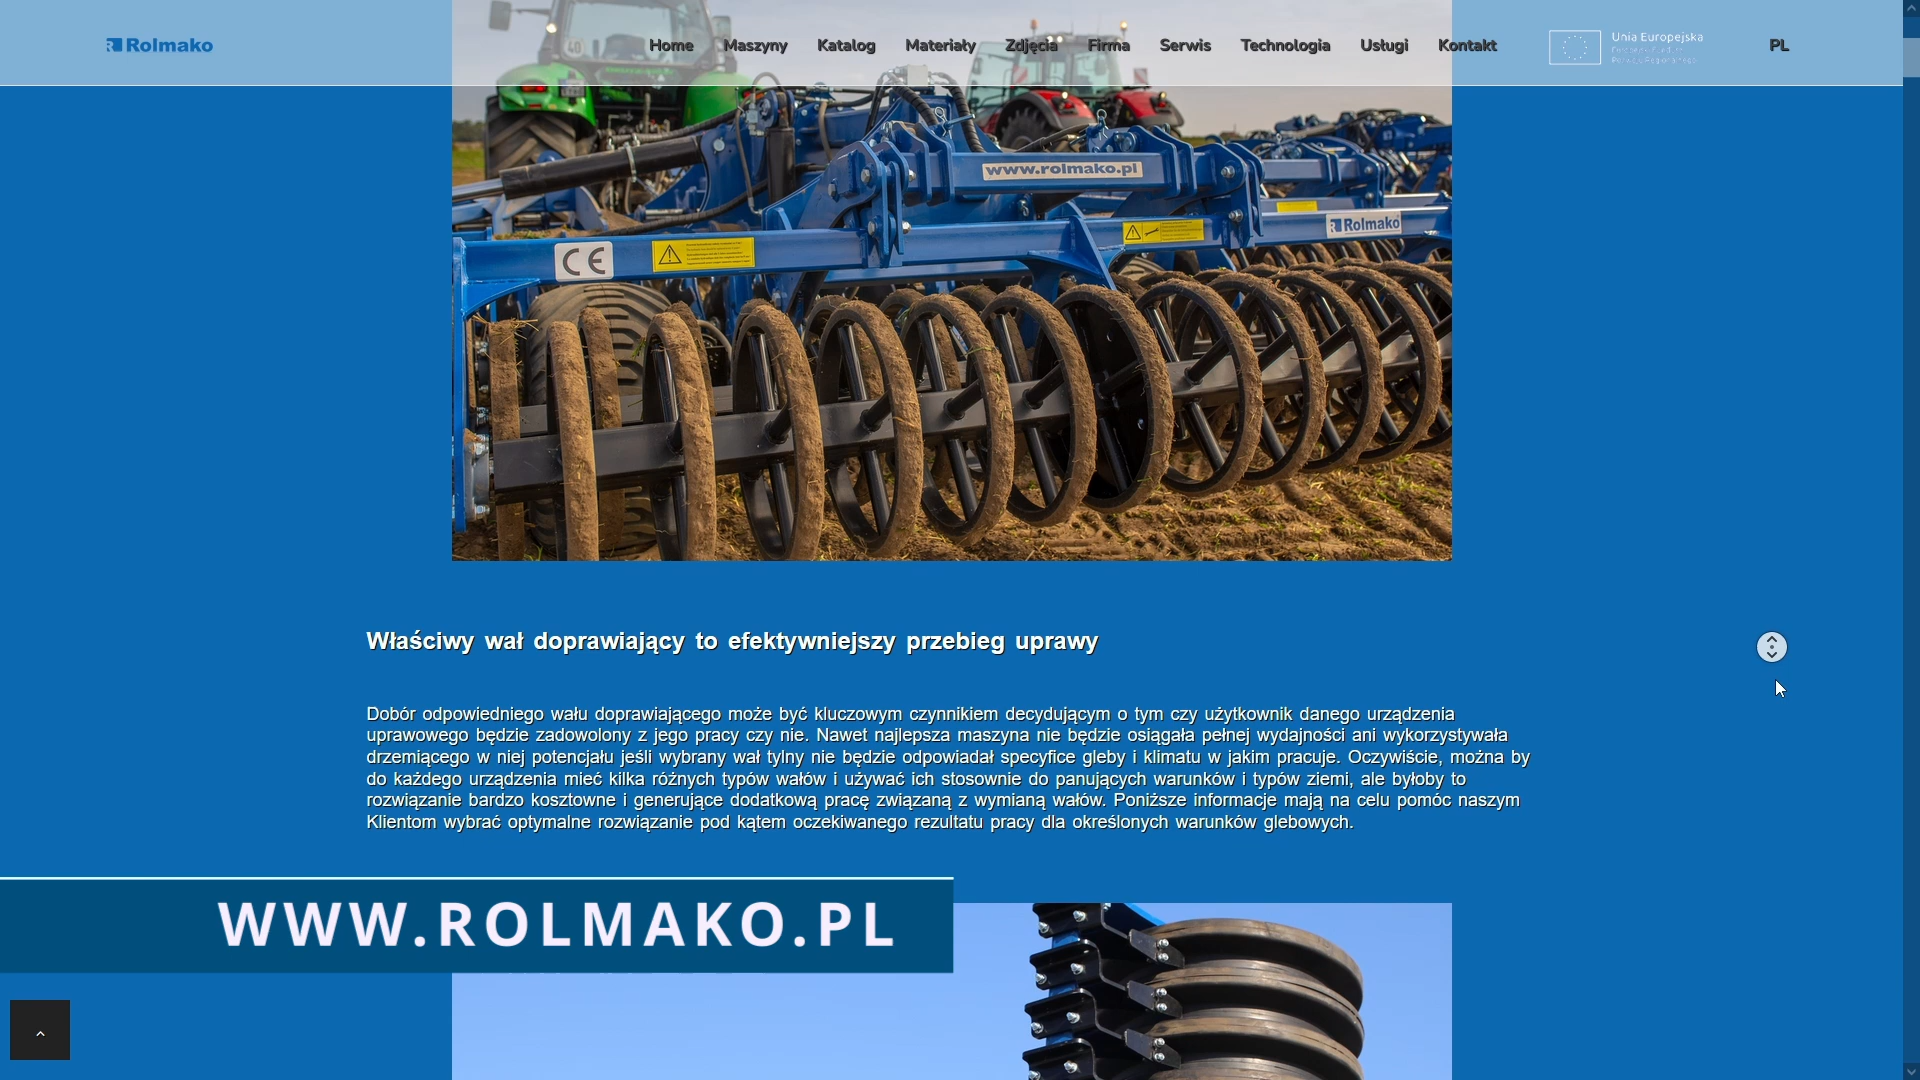 Rolmako
Home Maszyny Katalog Materiały Zdjęcia Firma Serwis Technologia Usługi Kontakt
Unia Europejska
PL
40
www.rolmako.pl
Rolmako
CE
Właściwy wał doprawiający to efektywniejszy przebieg uprawy
Dobór odpowiedniego wału doprawiającego może być kluczowym czynnikiem decydującym o tym czy użytkownik danego urządzenia
uprawowego będzie zadowolony z jego pracy czy nie. Nawet najlepsza maszyna nie będzie osiągała pełnej wydajności ani wykorzystywała
drzemiącego w niej potencjału jeśli wybrany wał tylny nie będzie odpowiadał specyfice gleby i klimatu w jakim pracuje. Oczywiście, można by
do każdego urządzenia mieć kilka różnych typów wałów i używać ich stosownie do panujących warunków i typów ziemi, ale byłoby to
rozwiązanie bardzo kosztowne i generujące dodatkową pracę związaną z wymianą wałów. Poniższe informacje mają na celu pomóc naszym
Klientom wybrać optymalne rozwiązanie pod kątem oczekiwanego rezultatu pracy dla określonych warunków glebowych.
WWW.ROLMAKO.PL